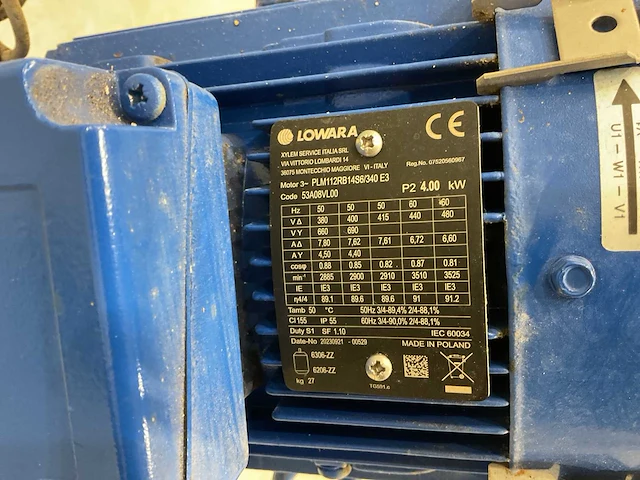 LOWARA
CE
XYLEM SERVICE ITALIA SRL
VIA VITTORIO LOMBARDI 14
36075 MONTECCHIO MAGGIORE VI - ITALY
Reg.No. 07520560967
Motor 3~ PLM112RB14S6/340 E3
Code 53A08VL00
P2 4.00 kW
Hz 50 50 50 60 60
V Δ 380 400 415 440 480
V Y 660 690
A Δ 7,80 7,62 7,61 6,72 6,60
A Y 4,50 4,40
cosφ 0.88 0.85 0.82 0.87 0.81
min⁻¹ 2885 2900 2910 3510 3525
IE IE3 IE3 IE3 IE3 IE3
η4/4 89.1 89.6 89.6 91 91.2
Tamb 50 °C 50Hz 3/4-89,4% 2/4-88,1%
Cl 155 IP 55 60Hz 3/4-90,0% 2/4-88,1%
Duty S1 SF 1.10 IEC 60034
Date-No 20230921 - 00529 MADE IN POLAND
6306-ZZ
6206-ZZ
kg 27
U1 - W1 - V1